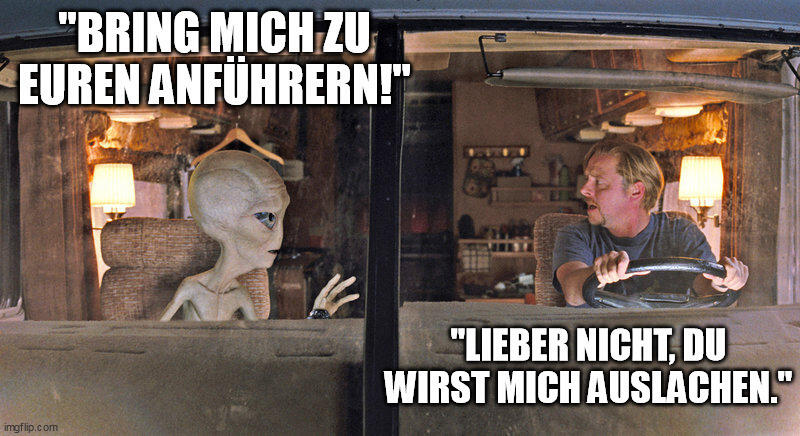 "BRING MICH ZU
EUREN ANFÜHRERN!"
"LIEBER NICHT, DU
WIRST MICH AUSLACHEN."
imgflip.com